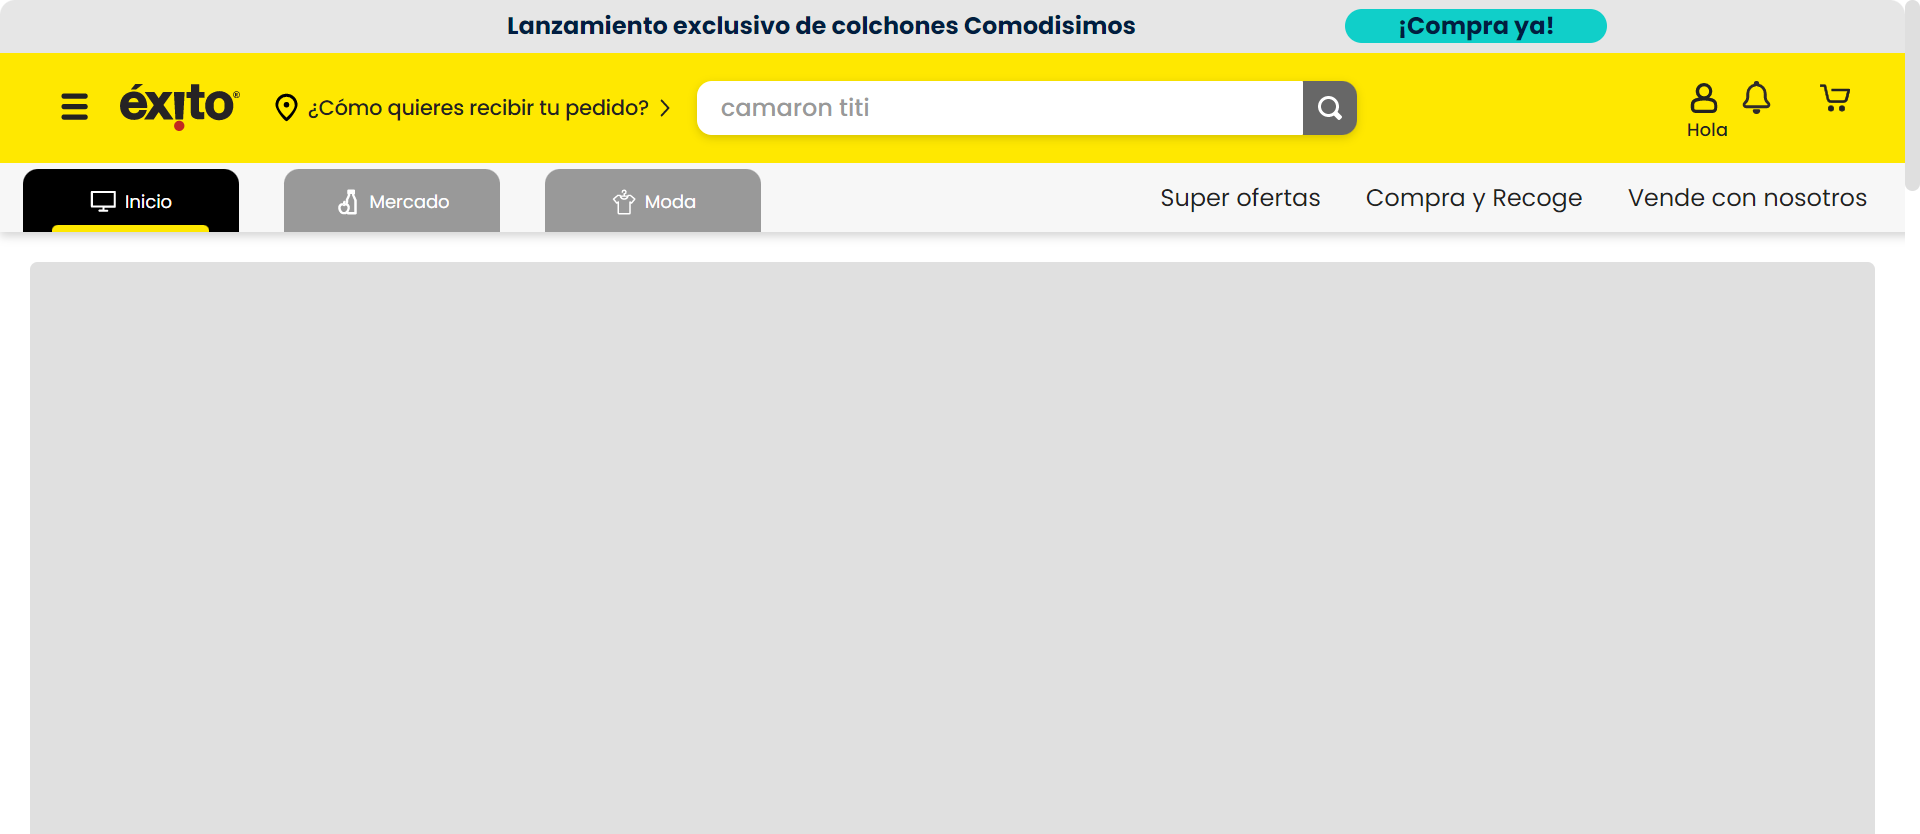 Lanzamiento exclusivo de colchones Comodisimos
¡Compra ya!
éxito®
¿Cómo quieres recibir tu pedido?
camaron titi
Hola
Inicio
Mercado
Moda
Super ofertas
Compra y Recoge
Vende con nosotros